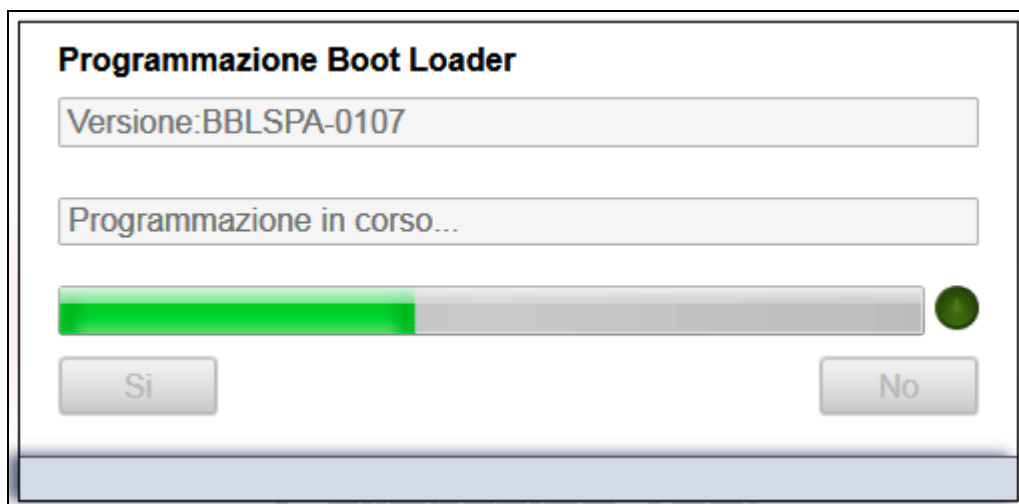 Programmazione Boot Loader
Versione:BBLSPA-0107
Programmazione in corso...
Si
No